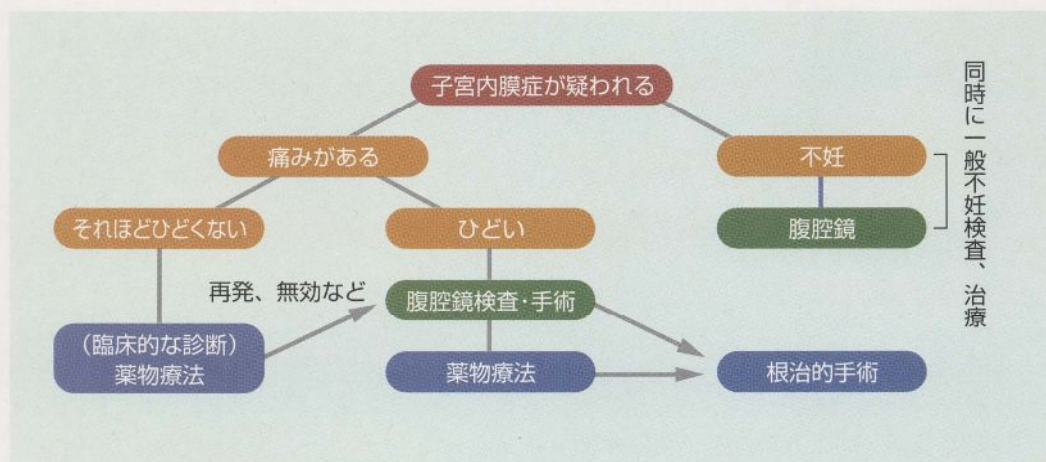 子宮内膜症が疑われる
痛みがある
不妊
それほどひどくない
ひどい
腹腔鏡
同時に一般不妊検査、治療
再発、無効など
腹腔鏡検査・手術
（臨床的な診断）
薬物療法
薬物療法
根治的手術